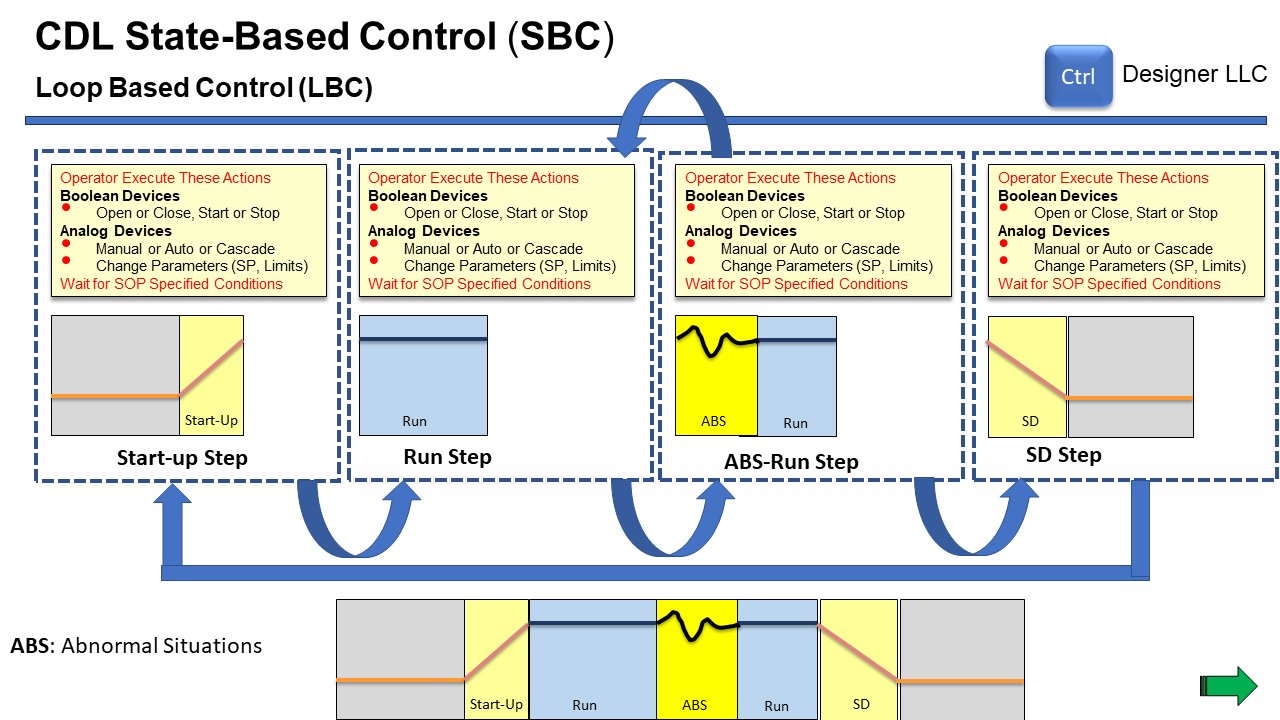 CDL State-Based Control (SBC)
Loop Based Control (LBC)
Ctrl
Designer LLC
Operator Execute These Actions
Boolean Devices
Open or Close, Start or Stop
Analog Devices
Manual or Auto or Cascade
Change Parameters (SP, Limits)
Wait for SOP Specified Conditions
Start-Up
Start-up Step
Operator Execute These Actions
Boolean Devices
Open or Close, Start or Stop
Analog Devices
Manual or Auto or Cascade
Change Parameters (SP, Limits)
Wait for SOP Specified Conditions
Run
Run Step
Operator Execute These Actions
Boolean Devices
Open or Close, Start or Stop
Analog Devices
Manual or Auto or Cascade
Change Parameters (SP, Limits)
Wait for SOP Specified Conditions
ABS
Run
ABS-Run Step
Operator Execute These Actions
Boolean Devices
Open or Close, Start or Stop
Analog Devices
Manual or Auto or Cascade
Change Parameters (SP, Limits)
Wait for SOP Specified Conditions
SD
SD Step
ABS: Abnormal Situations
Start-Up
Run
ABS
Run
SD